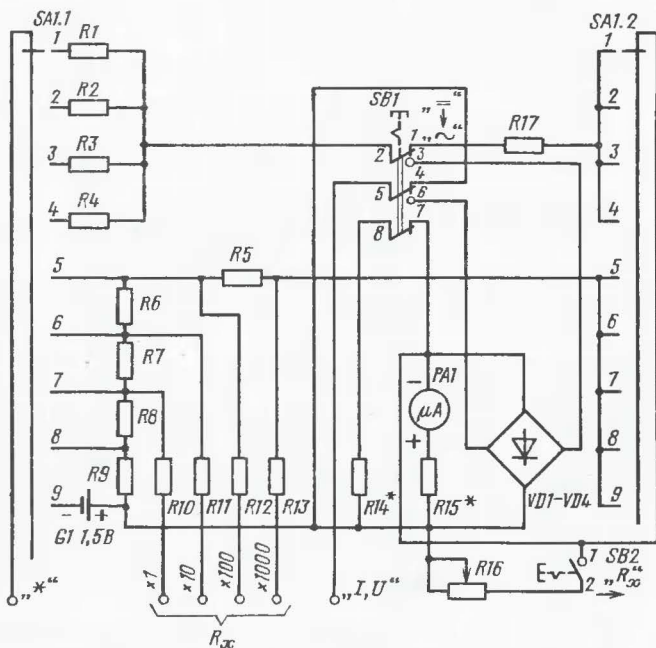 SA1.1
SA1.2
1 R1
2 R2
3 R3
4 R4
5
R5
6 R6
7 R7
8 R8
9 R9
G1 1,5В
- +
R10 R11 R12 R13
×1 ×10 ×100 ×1000
Rx
„*“
SB1
„=“
„~“
1
2 3
4
5 6
7
8
R17
1
2
3
4
5
6
7
8
9
- PA1
μA
+
R14*
R15*
VD1-VD4
R16
„I,U“
1 SB2
2 „Rx“